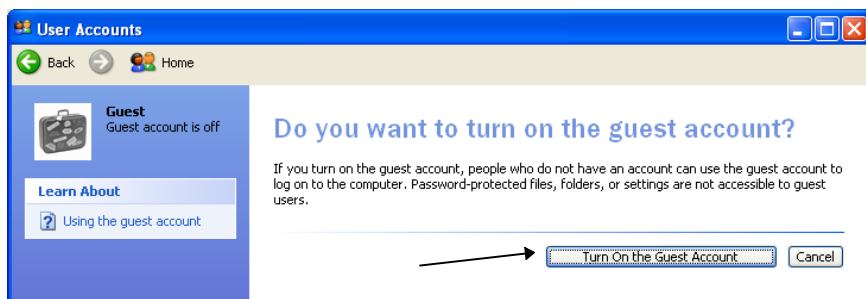 User Accounts
Back
Home
Guest
Guest account is off
Learn About
Using the guest account
Do you want to turn on the guest account?
If you turn on the guest account, people who do not have an account can use the guest account to
log on to the computer. Password-protected files, folders, or settings are not accessible to guest
users.
Turn On the Guest Account
Cancel